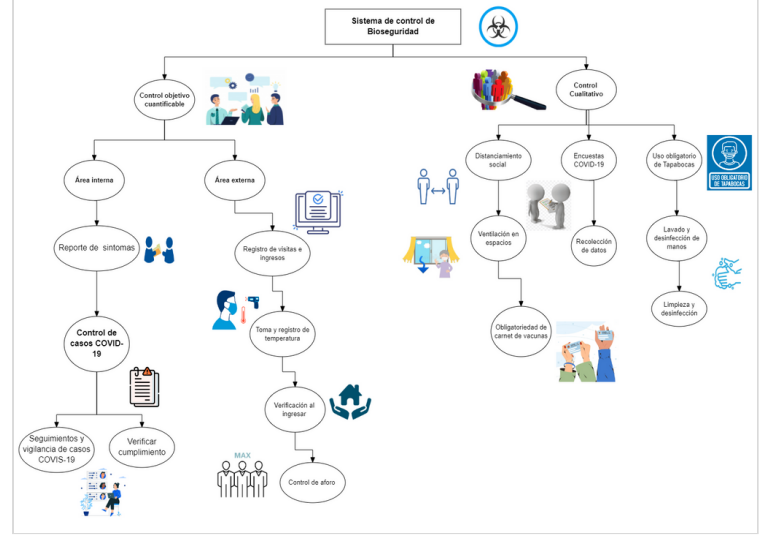 Sistema de control de
Bioseguridad
Control objetivo
cuantificable
Control
Cualitativo
Área interna
Área externa
Distanciamiento
social
Encuestas
COVID-19
Uso obligatorio
de Tapabocas
USO OBLIGATORIO
DE TAPABOCAS
Reporte de sintomas
Registro de visitas e
ingresos
Ventilación en
espacios
Recolección
de datos
Lavado y
desinfección de
manos
Control de
casos COVID-
19
Toma y registro de
temperatura
Obligatoriedad de
carnet de vacunas
Limpieza y
desinfección
Verificación al
ingresar
Seguimientos y
vigilancia de casos
COVIS-19
Verificar
cumplimiento
MAX
Control de aforo